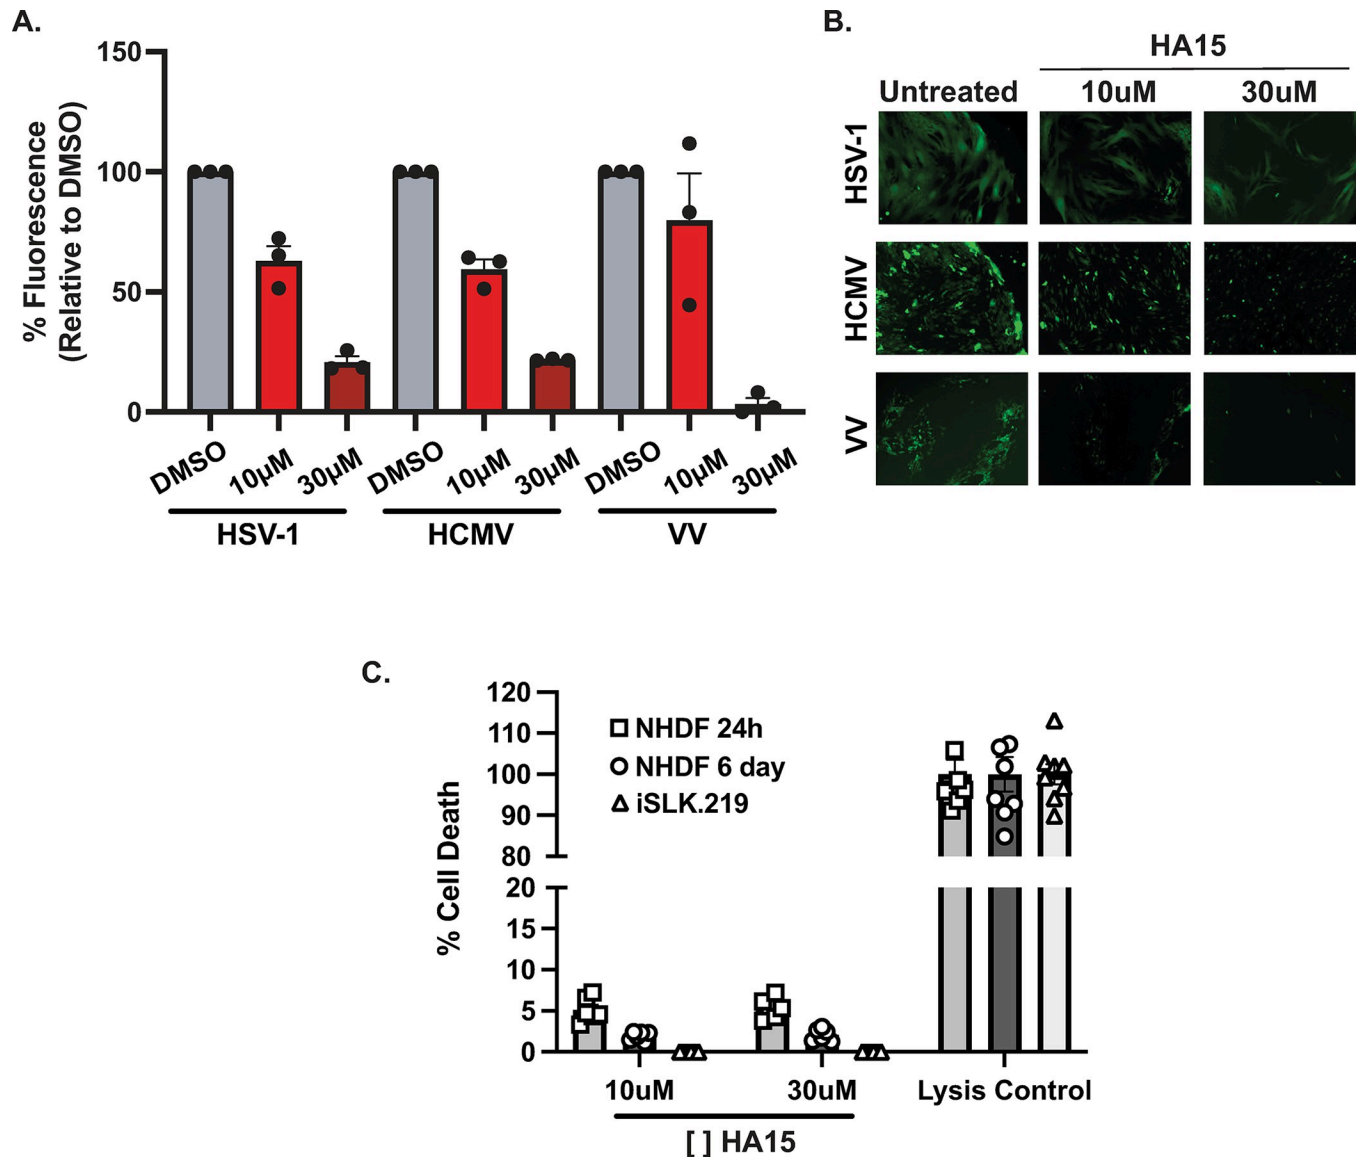 A.
150
100
50
0
% Fluorescence
(Relative to DMSO)
DMSO 10μM 30μM DMSO 10μM 30μM DMSO 10μM 30μM
HSV-1 HCMV VV
B.
HA15
Untreated 10uM 30uM
HSV-1
HCMV
VV
C.
120
110
100
90
80
20
15
10
5
0
% Cell Death
NHDF 24h
NHDF 6 day
iSLK.219
10uM 30uM Lysis Control
[ ] HA15